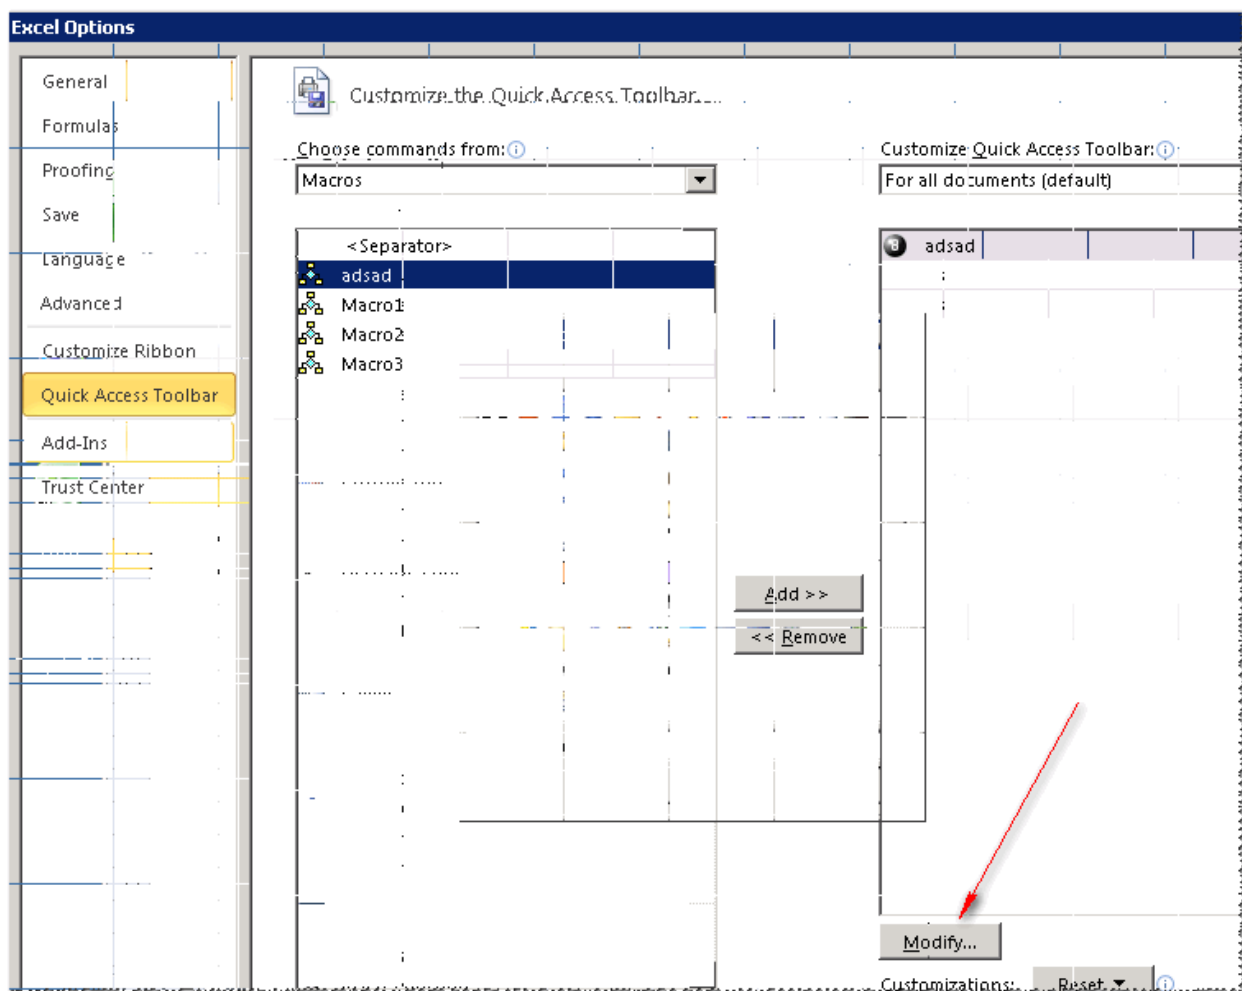 Excel Options
General
Formulas
Proofing
Save
Language
Advanced
Customize Ribbon
Quick Access Toolbar
Add-Ins
Trust Center
Customize the Quick Access Toolbar.
Choose commands from:
Macros
<Separator>
adsad
Macro1
Macro2
Macro3
Add >>
<< Remove
Customize Quick Access Toolbar:
For all documents (default)
adsad
Modify...
Customizations:
Reset